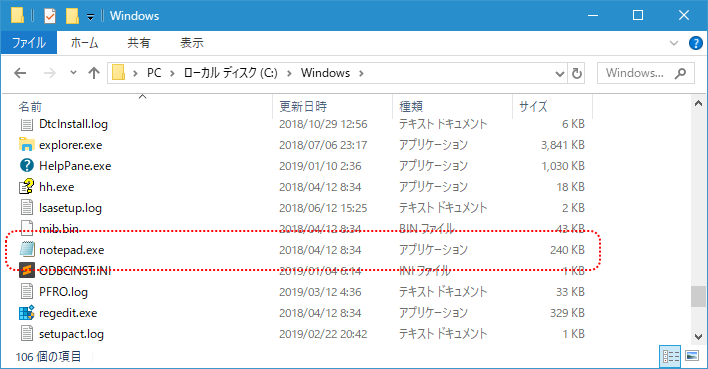 Windows
ファイル ホーム 共有 表示
PC ローカル ディスク (C:) Windows Windows...
名前 更新日時 種類 サイズ
DtcInstall.log 2018/10/29 12:56 テキスト ドキュメント 6 KB
explorer.exe 2018/07/06 23:17 アプリケーション 3,841 KB
HelpPane.exe 2019/01/10 2:36 アプリケーション 1,030 KB
hh.exe 2018/04/12 8:34 アプリケーション 18 KB
lsasetup.log 2018/06/12 15:25 テキスト ドキュメント 2 KB
mib.bin 2018/04/12 8:34 BIN ファイル 43 KB
notepad.exe 2018/04/12 8:34 アプリケーション 240 KB
ODBCINST.INI 2019/01/04 6:14 INI ファイル 1 KB
PFRO.log 2019/03/12 4:36 テキスト ドキュメント 33 KB
regedit.exe 2018/04/12 8:34 アプリケーション 329 KB
setupact.log 2019/02/22 20:42 テキスト ドキュメント 1 KB
106 個の項目